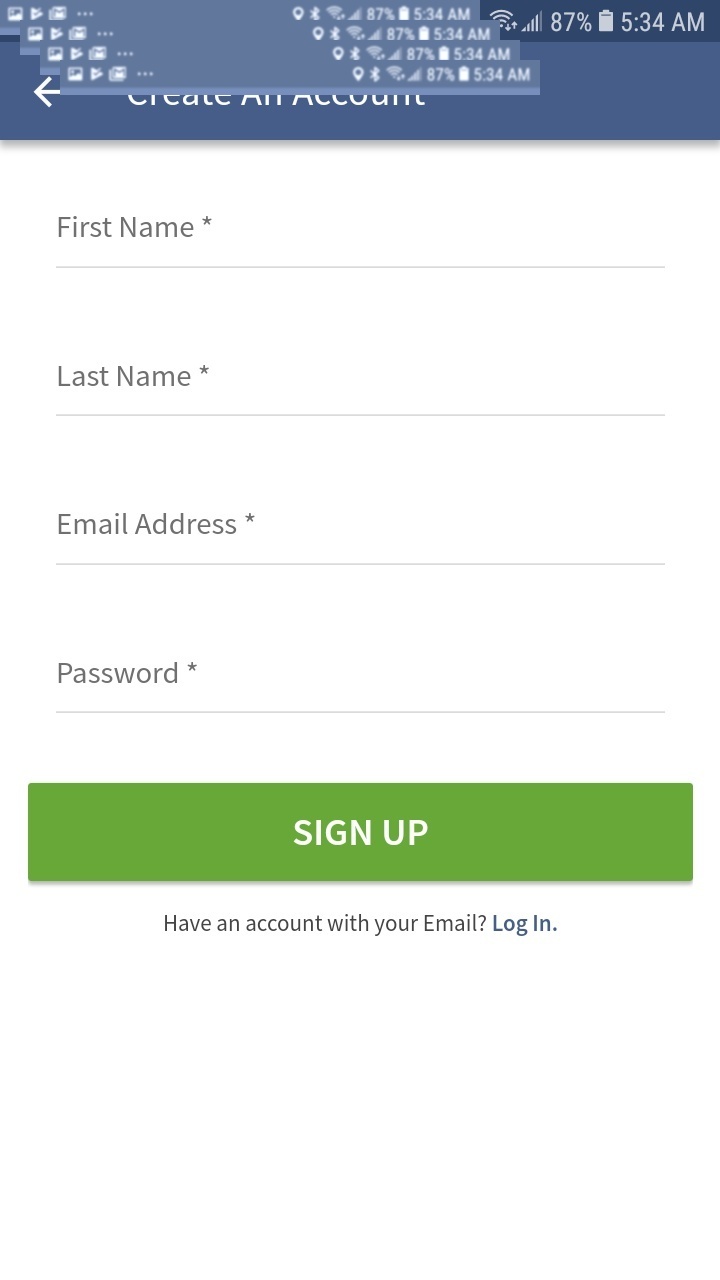 87% 5:34 AM
87% 5:34 AM
87% 5:34 AM
87% 5:34 AM
87% 5:34 AM
Create An Account
First Name *
Last Name *
Email Address *
Password *
SIGN UP
Have an account with your Email? Log In.